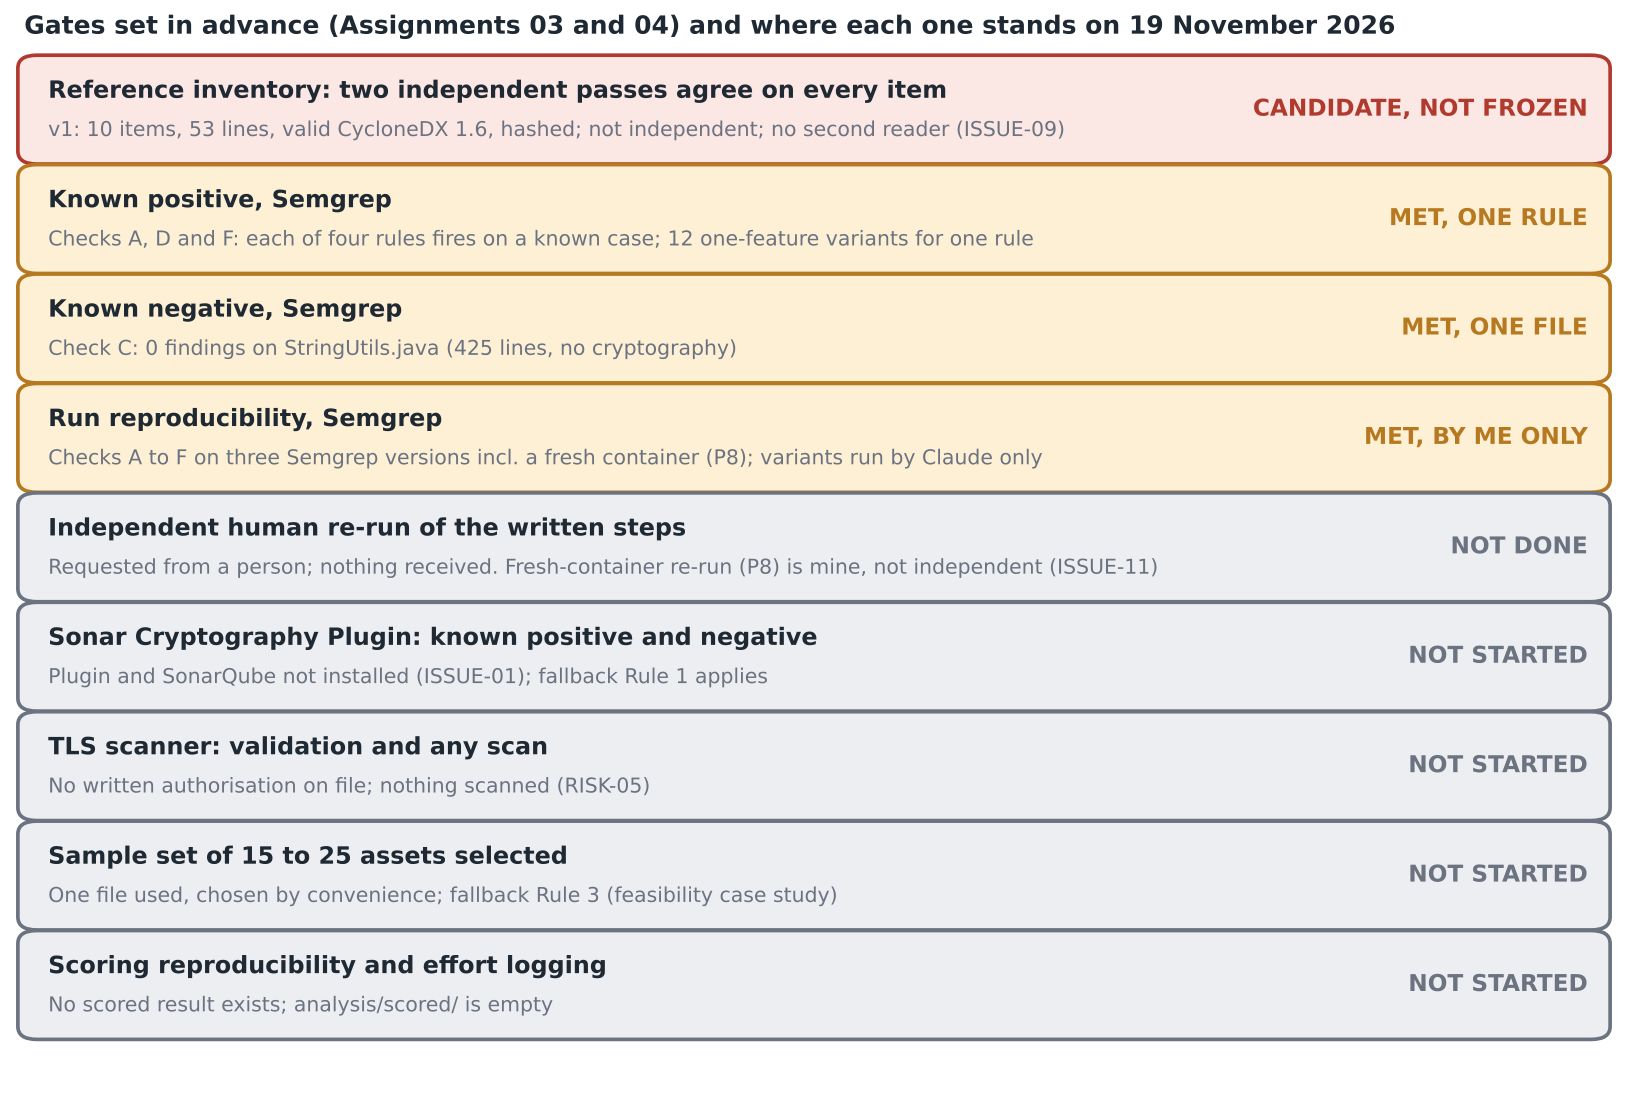 Gates set in advance (Assignments 03 and 04) and where each one stands on 19 November 2026
Reference inventory: two independent passes agree on every item
CANDIDATE, NOT FROZEN
v1: 10 items, 53 lines, valid CycloneDX 1.6, hashed; not independent; no second reader (ISSUE-09)
Known positive, Semgrep
MET, ONE RULE
Checks A, D and F: each of four rules fires on a known case; 12 one-feature variants for one rule
Known negative, Semgrep
MET, ONE FILE
Check C: 0 findings on StringUtils.java (425 lines, no cryptography)
Run reproducibility, Semgrep
MET, BY ME ONLY
Checks A to F on three Semgrep versions incl. a fresh container (P8); variants run by Claude only
Independent human re-run of the written steps
NOT DONE
Requested from a person; nothing received. Fresh-container re-run (P8) is mine, not independent (ISSUE-11)
Sonar Cryptography Plugin: known positive and negative
NOT STARTED
Plugin and SonarQube not installed (ISSUE-01); fallback Rule 1 applies
TLS scanner: validation and any scan
NOT STARTED
No written authorisation on file; nothing scanned (RISK-05)
Sample set of 15 to 25 assets selected
NOT STARTED
One file used, chosen by convenience; fallback Rule 3 (feasibility case study)
Scoring reproducibility and effort logging
NOT STARTED
No scored result exists; analysis/scored/ is empty